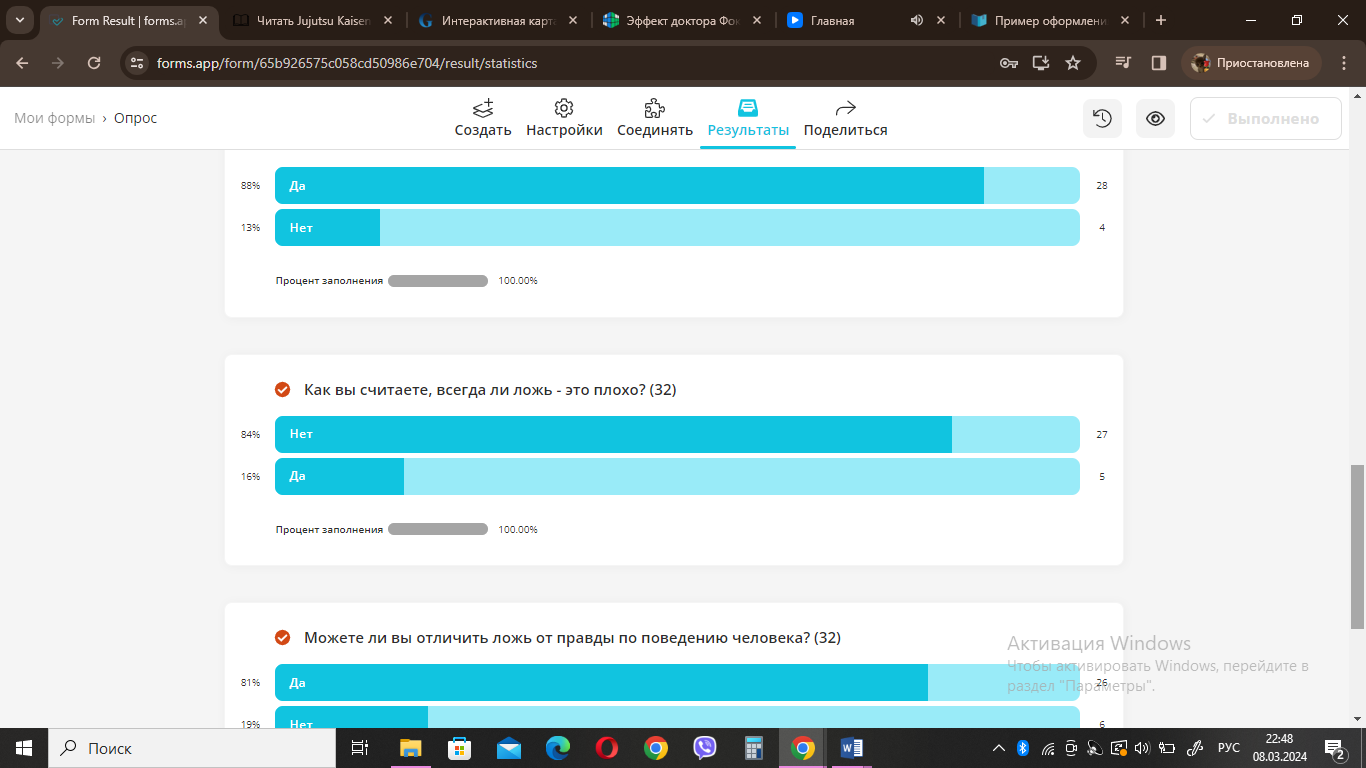 Form Result | forms.ap
Читать Jujutsu Kaisen
Интерактивная карта
Эффект доктора Фок
Главная
Пример оформлени
forms.app/form/65b926575c058cd50986e704/result/statistics
Приостановлена
Мои формы › Опрос
Создать
Настройки
Соединять
Результаты
Поделиться
Выполнено
88% Да 28
13% Нет 4
Процент заполнения 100.00%
Как вы считаете, всегда ли ложь - это плохо? (32)
84% Нет 27
16% Да 5
Процент заполнения 100.00%
Можете ли вы отличить ложь от правды по поведению человека? (32)
81% Да 26
19% Нет 6
Активация Windows
Чтобы активировать Windows, перейдите в
раздел "Параметры".
Поиск
РУС
22:48
08.03.2024
2